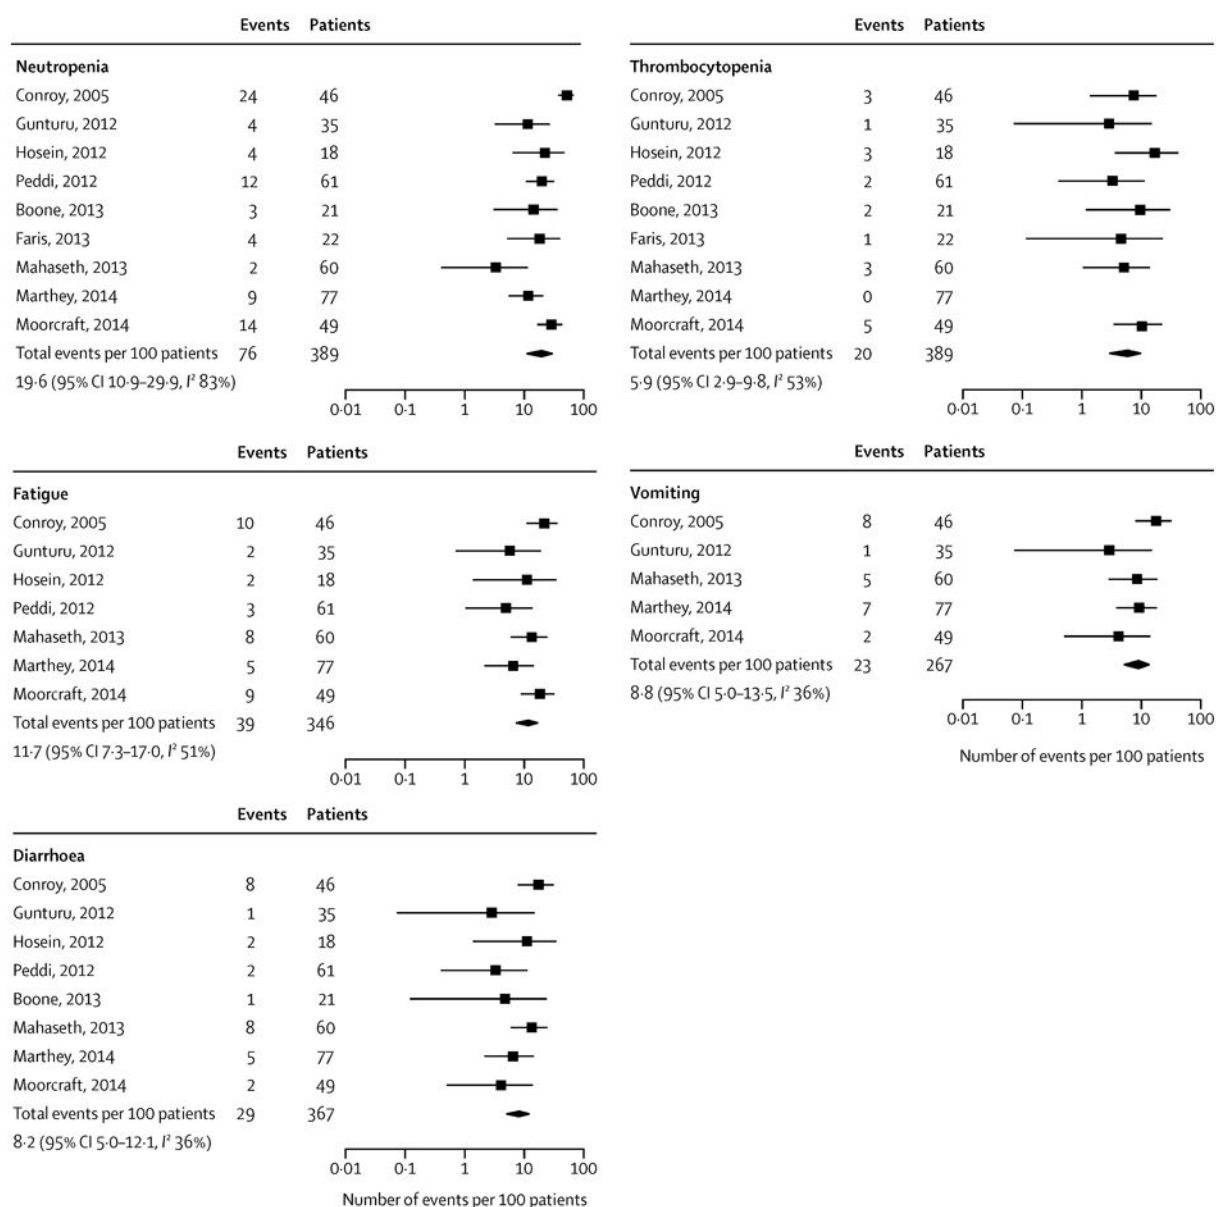 Events Patients
Neutropenia
Conroy, 2005 24 46
Gunturu, 2012 4 35
Hosein, 2012 4 18
Peddi, 2012 12 61
Boone, 2013 3 21
Faris, 2013 4 22
Mahaseth, 2013 2 60
Marthey, 2014 9 77
Moorcraft, 2014 14 49
Total events per 100 patients 76 389
19·6 (95% CI 10·9–29·9, I² 83%)
0·01 0·1 1 10 100
Events Patients
Thrombocytopenia
Conroy, 2005 3 46
Gunturu, 2012 1 35
Hosein, 2012 3 18
Peddi, 2012 2 61
Boone, 2013 2 21
Faris, 2013 1 22
Mahaseth, 2013 3 60
Marthey, 2014 0 77
Moorcraft, 2014 5 49
Total events per 100 patients 20 389
5·9 (95% CI 2·9–9·8, I² 53%)
0·01 0·1 1 10 100
Events Patients
Fatigue
Conroy, 2005 10 46
Gunturu, 2012 2 35
Hosein, 2012 2 18
Peddi, 2012 3 61
Mahaseth, 2013 8 60
Marthey, 2014 5 77
Moorcraft, 2014 9 49
Total events per 100 patients 39 346
11·7 (95% CI 7·3–17·0, I² 51%)
0·01 0·1 1 10 100
Events Patients
Vomiting
Conroy, 2005 8 46
Gunturu, 2012 1 35
Mahaseth, 2013 5 60
Marthey, 2014 7 77
Moorcraft, 2014 2 49
Total events per 100 patients 23 267
8·8 (95% CI 5·0–13·5, I² 36%)
0·01 0·1 1 10 100
Number of events per 100 patients
Events Patients
Diarrhoea
Conroy, 2005 8 46
Gunturu, 2012 1 35
Hosein, 2012 2 18
Peddi, 2012 2 61
Boone, 2013 1 21
Mahaseth, 2013 8 60
Marthey, 2014 5 77
Moorcraft, 2014 2 49
Total events per 100 patients 29 367
8·2 (95% CI 5·0–12·1, I² 36%)
0·01 0·1 1 10 100
Number of events per 100 patients